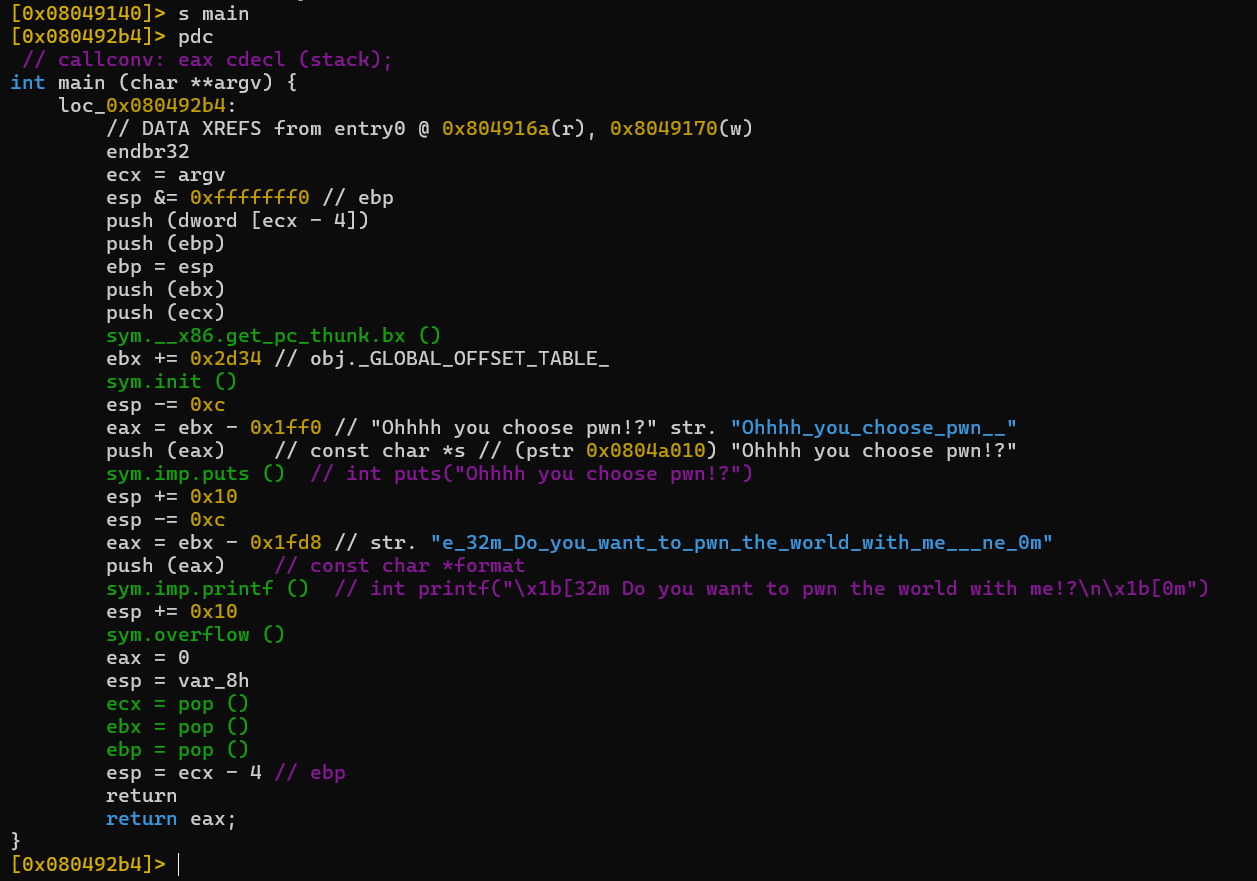 [0x08049140]> s main
[0x080492b4]> pdc
// callconv: eax cdecl (stack);
int main (char **argv) {
loc_0x080492b4:
// DATA XREFS from entry0 @ 0x804916a(r), 0x8049170(w)
endbr32
ecx = argv
esp &= 0xfffffff0 // ebp
push (dword [ecx - 4])
push (ebp)
ebp = esp
push (ebx)
push (ecx)
sym.__x86.get_pc_thunk.bx ()
ebx += 0x2d34 // obj._GLOBAL_OFFSET_TABLE_
sym.init ()
esp -= 0xc
eax = ebx - 0x1ff0 // "Ohhhh you choose pwn!?" str. "Ohhhh_you_choose_pwn__"
push (eax)    // const char *s // (pstr 0x0804a010) "Ohhhh you choose pwn!?"
sym.imp.puts ()  // int puts("Ohhhh you choose pwn!?")
esp += 0x10
esp -= 0xc
eax = ebx - 0x1fd8 // str. "e_32m_Do_you_want_to_pwn_the_world_with_me___ne_0m"
push (eax)    // const char *format
sym.imp.printf ()  // int printf("\x1b[32m Do you want to pwn the world with me!?\n\x1b[0m")
esp += 0x10
sym.overflow ()
eax = 0
esp = var_8h
ecx = pop ()
ebx = pop ()
ebp = pop ()
esp = ecx - 4 // ebp
return
return eax;
}
[0x080492b4]>